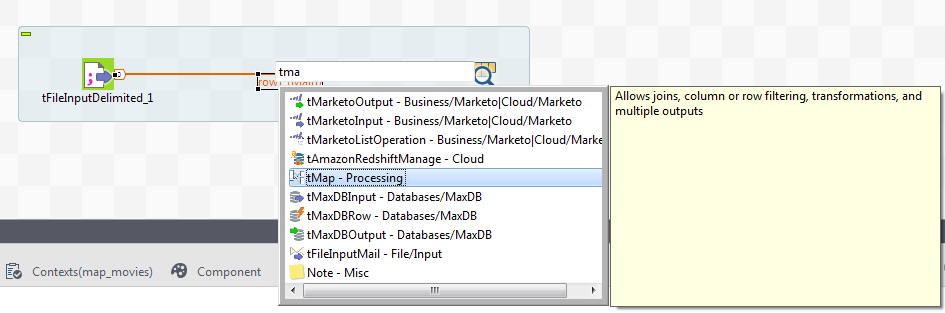 tma
row1 (Main)
tFileInputDelimited_1
tMarketoOutput - Business/Marketo|Cloud/Marketo
tMarketoInput - Business/Marketo|Cloud/Marketo
tMarketoListOperation - Business/Marketo|Cloud/Marke
tAmazonRedshiftManage - Cloud
tMap - Processing
tMaxDBInput - Databases/MaxDB
tMaxDBRow - Databases/MaxDB
tMaxDBOutput - Databases/MaxDB
tFileInputMail - File/Input
Note - Misc
Allows joins, column or row filtering, transformations, and
multiple outputs
Contexts(map_movies)
Component